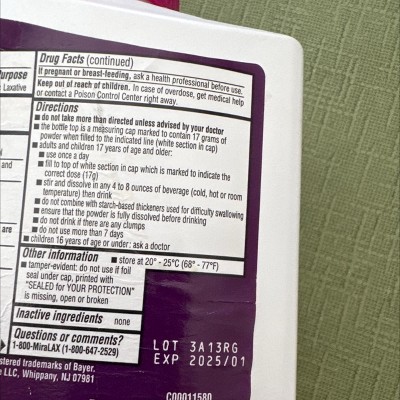 Drug Facts (continued)
If pregnant or breast-feeding, ask a health professional before use.
Keep out of reach of children. In case of overdose, get medical help
or contact a Poison Control Center right away.
urpose
Laxative
Directions
■ do not take more than directed unless advised by your doctor
■ the bottle top is a measuring cap marked to contain 17 grams of
powder when filled to the indicated line (white section in cap)
■ adults and children 17 years of age and older:
■ use once a day
■ fill to top of white section in cap which is marked to indicate the
correct dose (17g)
■ stir and dissolve in any 4 to 8 ounces of beverage (cold, hot or room
temperature) then drink
■ do not combine with starch-based thickeners used for difficulty swallowing
■ ensure that the powder is fully dissolved before drinking
■ do not drink if there are any clumps
■ do not use more than 7 days
■ children 16 years of age or under: ask a doctor
and
are
Other information ■ store at 20° - 25°C (68° - 77°F)
■ tamper-evident: do not use if foil
seal under cap, printed with
"SEALED for YOUR PROTECTION"
is missing, open or broken
Inactive ingredients none
Questions or comments?
1-800-MiraLAX (1-800-647-2529)
LOT 3A13RG
EXP 2025/01
stered trademarks of Bayer.
LLC, Whippany, NJ 07981
C00011580